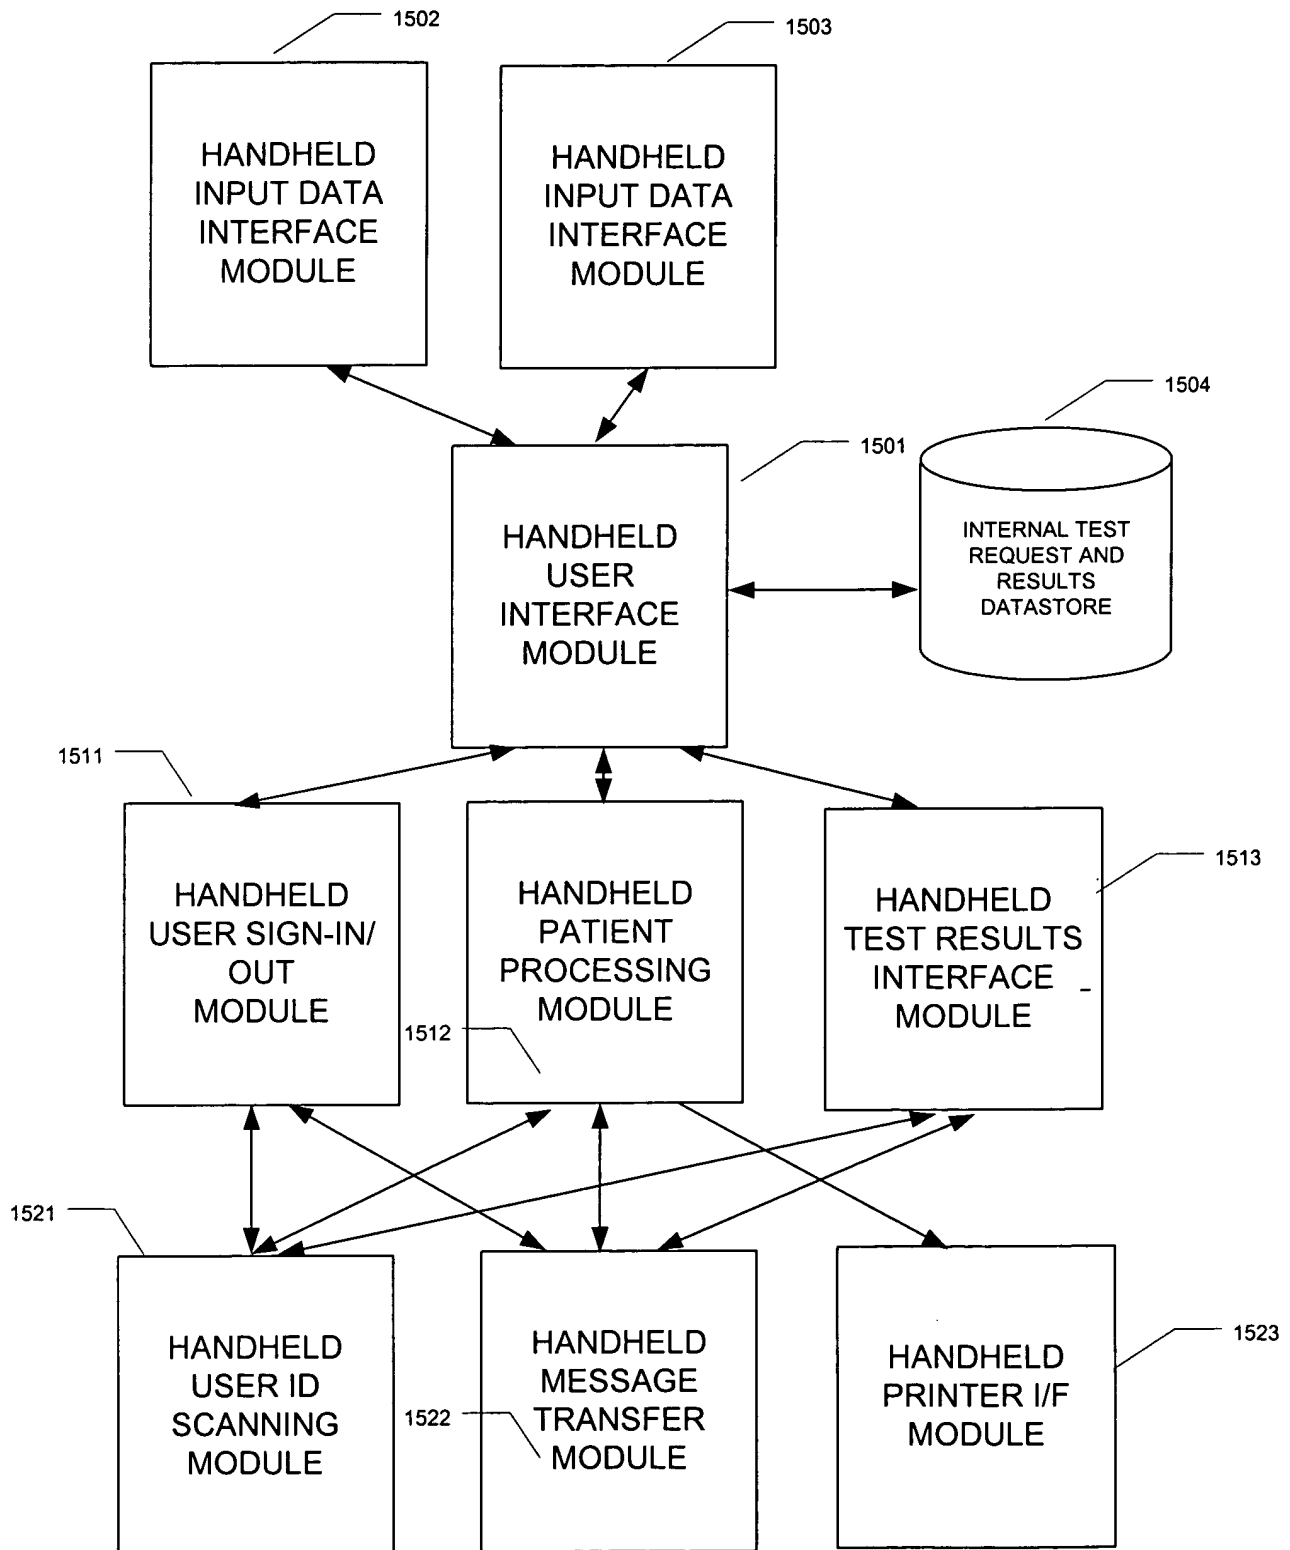 1502
1503
HANDHELD
INPUT DATA
INTERFACE
MODULE
HANDHELD
INPUT DATA
INTERFACE
MODULE
1504
1501
HANDHELD
USER
INTERFACE
MODULE
INTERNAL TEST
REQUEST AND
RESULTS
DATASTORE
1511
1513
HANDHELD
USER SIGN-IN/
OUT
MODULE
HANDHELD
PATIENT
PROCESSING
MODULE
1512
HANDHELD
TEST RESULTS
INTERFACE
MODULE
1521
HANDHELD
USER ID
SCANNING
MODULE
HANDHELD
MESSAGE
TRANSFER
MODULE
1522
1523
HANDHELD
PRINTER I/F
MODULE